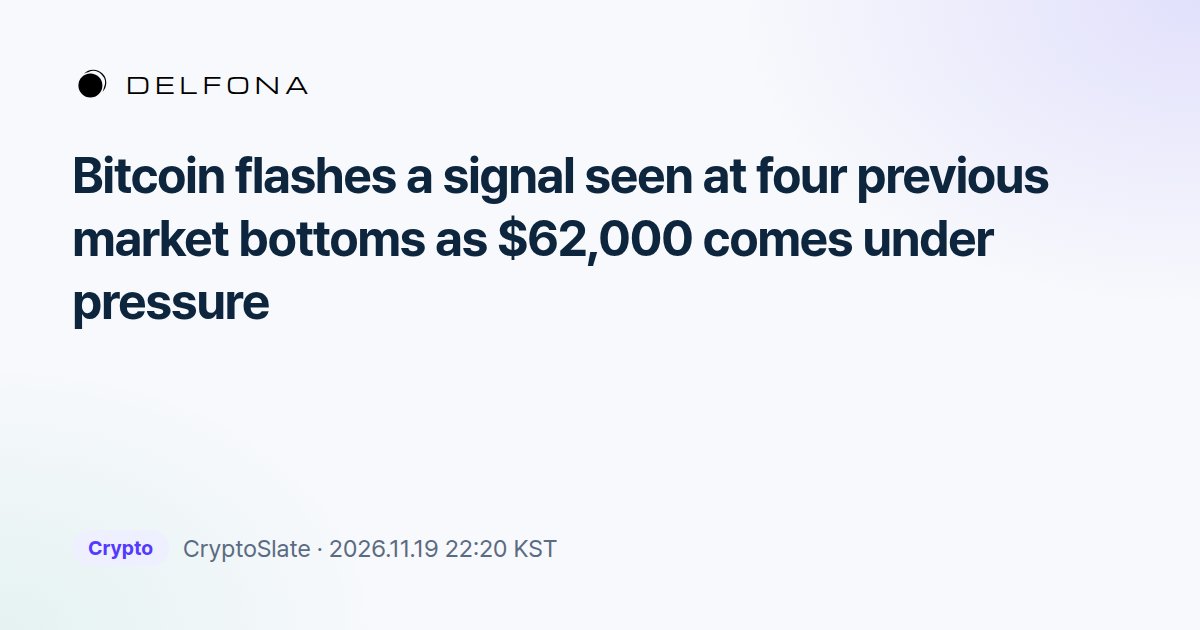 DELFONA
Bitcoin flashes a signal seen at four previous
market bottoms as $62,000 comes under
pressure
Crypto CryptoSlate · 2026.11.19 22:20 KST